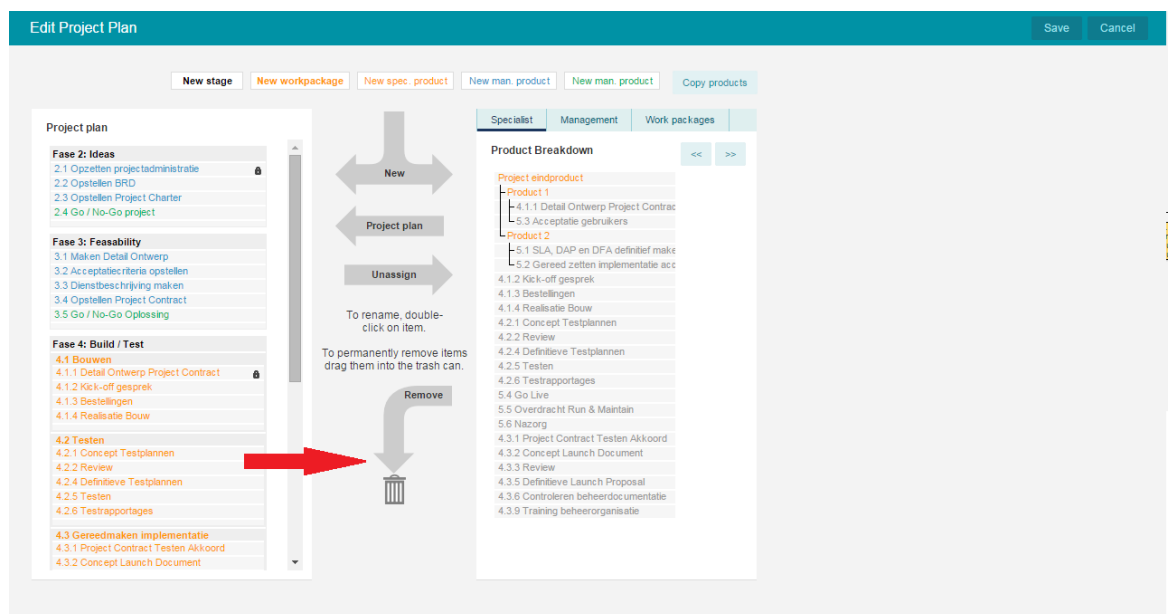 Edit Project Plan
Save
Cancel
New stage
New workpackage
New spec. product
New man. product
New man. product
Copy products
Project plan
Fase 2: Ideas
2.1 Opzetten projectadministratie
2.2 Opstellen BRD
2.3 Opstellen Project Charter
2.4 Go / No-Go project
Fase 3: Feasability
3.1 Maken Detail Ontwerp
3.2 Acceptatiecriteria opstellen
3.3 Dienstbeschrijving maken
3.4 Opstellen Project Contract
3.5 Go / No-Go Oplossing
Fase 4: Build / Test
4.1 Bouwen
4.1.1 Detail Ontwerp Project Contract
4.1.2 Kick-off gesprek
4.1.3 Bestellingen
4.1.4 Realisatie Bouw
4.2 Testen
4.2.1 Concept Testplannen
4.2.2 Review
4.2.4 Definitieve Testplannen
4.2.5 Testen
4.2.6 Testrapportages
4.3 Gereedmaken implementatie
4.3.1 Project Contract Testen Akkoord
4.3.2 Concept Launch Document
New
Project plan
Unassign
To rename, double-
click on item.
To permanently remove items
drag them into the trash can.
Remove
Specialist
Management
Work packages
Product Breakdown
<<
>>
Project eindproduct
Product 1
4.1.1 Detail Ontwerp Project Contrac
5.3 Acceptatie gebruikers
Product 2
5.1 SLA, DAP en DFA definitief make
5.2 Gereed zetten implementatie acc
4.1.2 Kick-off gesprek
4.1.3 Bestellingen
4.1.4 Realisatie Bouw
4.2.1 Concept Testplannen
4.2.2 Review
4.2.4 Definitieve Testplannen
4.2.5 Testen
4.2.6 Testrapportages
5.4 Go Live
5.5 Overdracht Run & Maintain
5.6 Nazorg
4.3.1 Project Contract Testen Akkoord
4.3.2 Concept Launch Document
4.3.3 Review
4.3.5 Definitieve Launch Proposal
4.3.6 Controleren beheerdocumentatie
4.3.9 Training beheerorganisatie